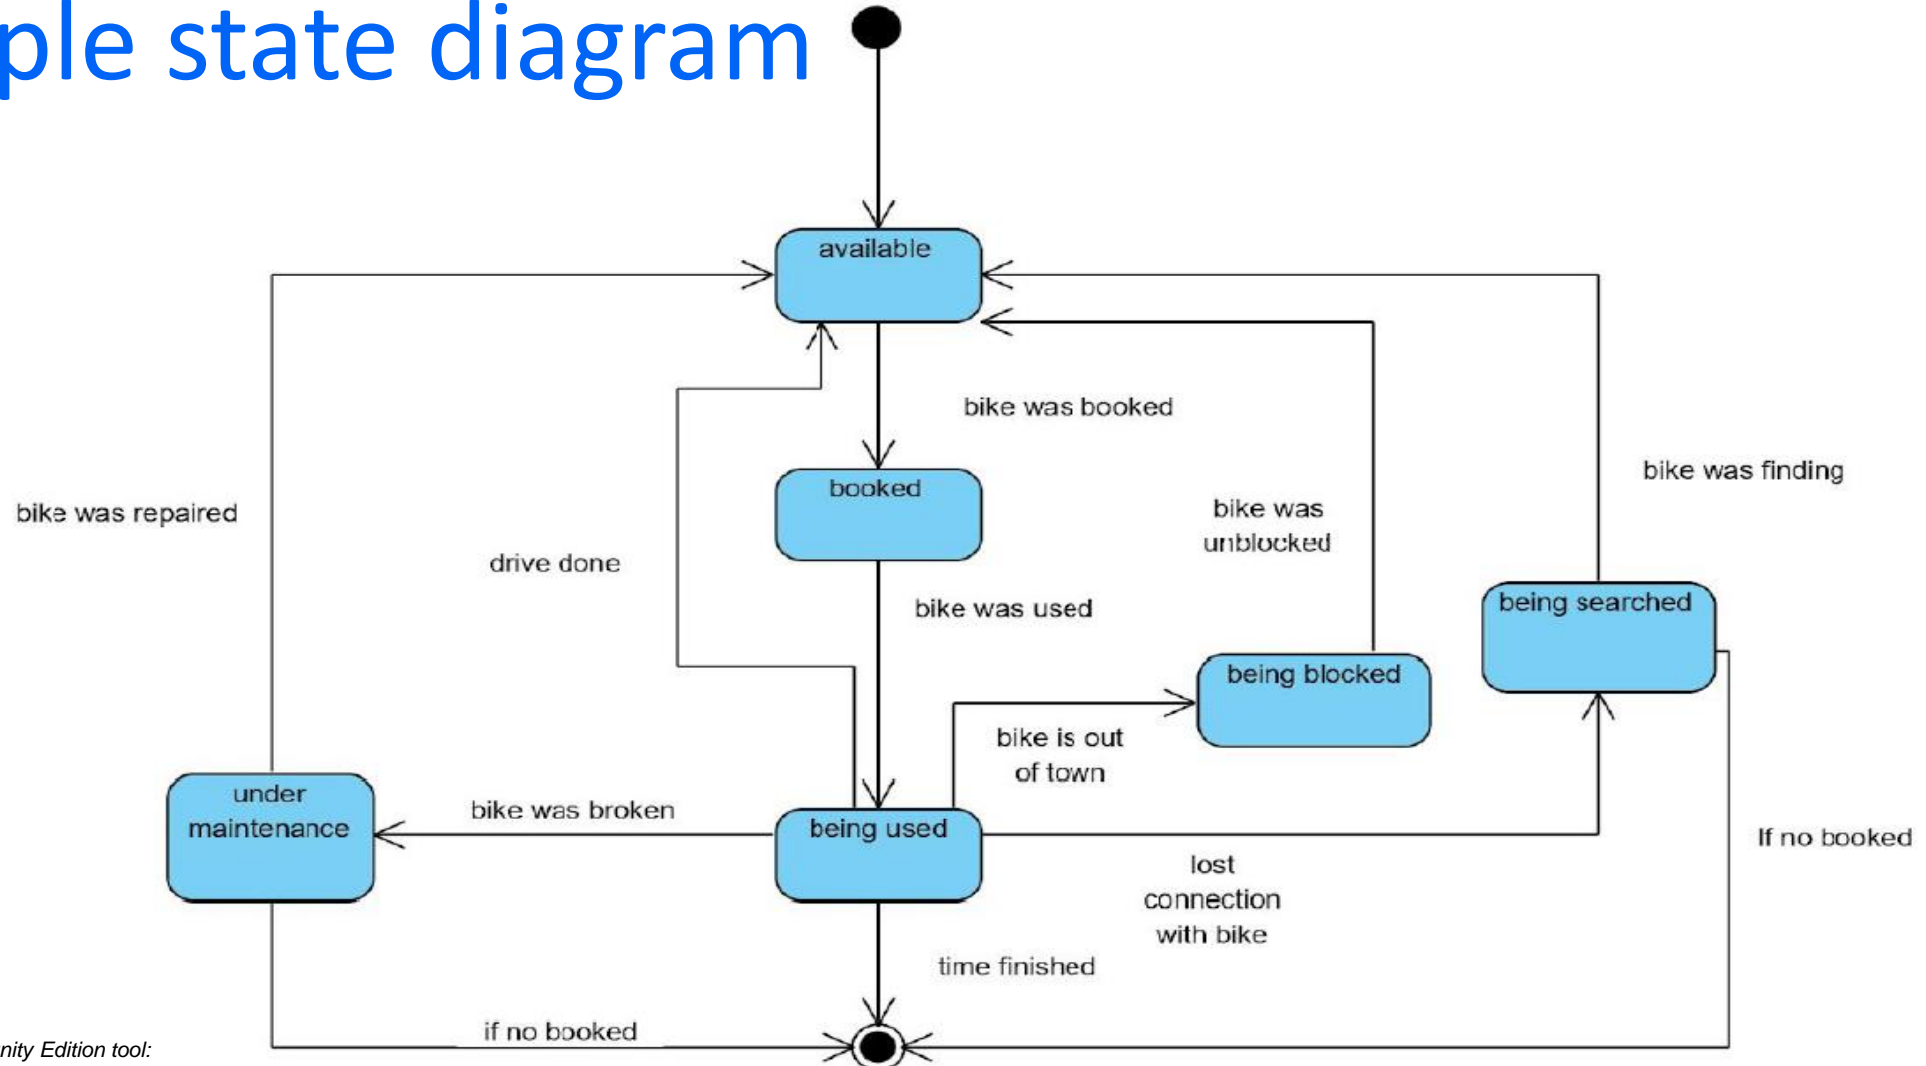 ple state diagram
available
bike was booked
booked
bike was finding
bike was repaired
bike was
unblocked
drive done
bike was used
being searched
being blocked
bike is out
of town
under
maintenance
bike was broken
being used
If no booked
lost
connection
with bike
time finished
if no booked
nity Edition tool: